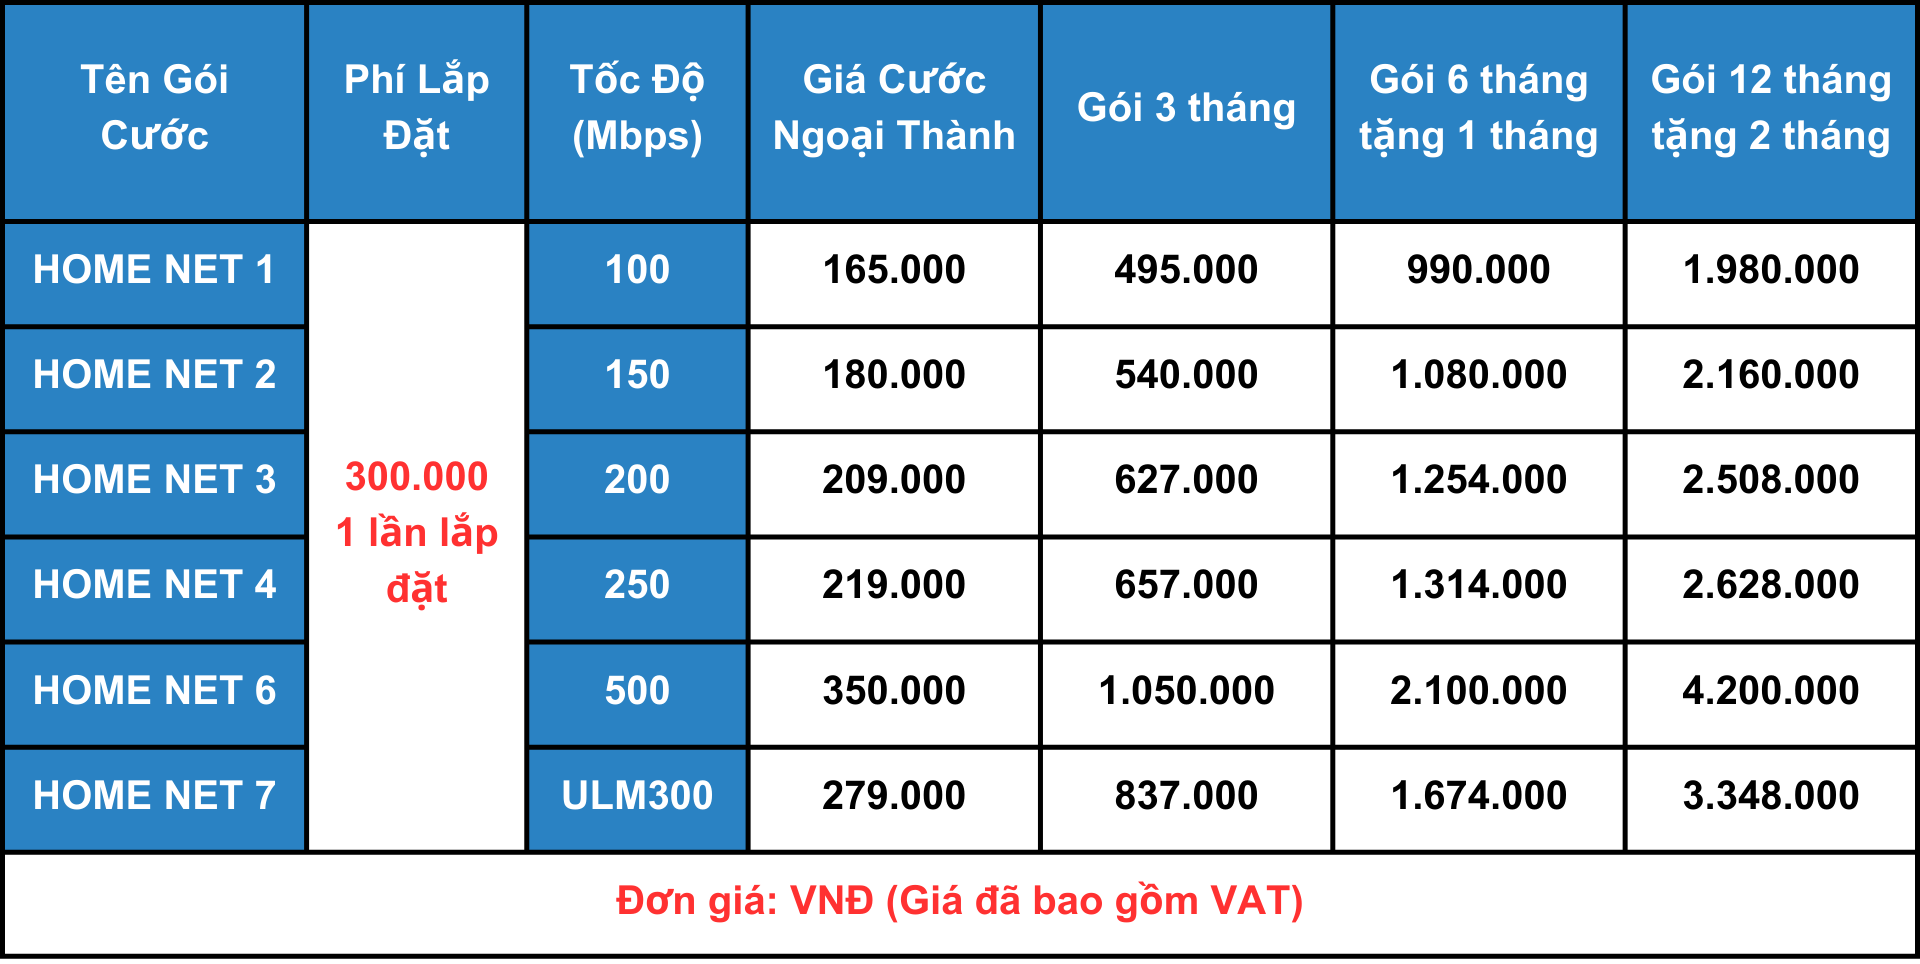 Tên Gói
Cước
Phí Lắp
Đặt
Tốc Độ
(Mbps)
Giá Cước
Ngoại Thành
Gói 3 tháng
Gói 6 tháng
tặng 1 tháng
Gói 12 tháng
tặng 2 tháng
HOME NET 1
100
165.000
495.000
990.000
1.980.000
HOME NET 2
150
180.000
540.000
1.080.000
2.160.000
HOME NET 3
300.000
1 lần lắp
đặt
200
209.000
627.000
1.254.000
2.508.000
HOME NET 4
250
219.000
657.000
1.314.000
2.628.000
HOME NET 6
500
350.000
1.050.000
2.100.000
4.200.000
HOME NET 7
ULM300
279.000
837.000
1.674.000
3.348.000
Đơn giá: VNĐ (Giá đã bao gồm VAT)